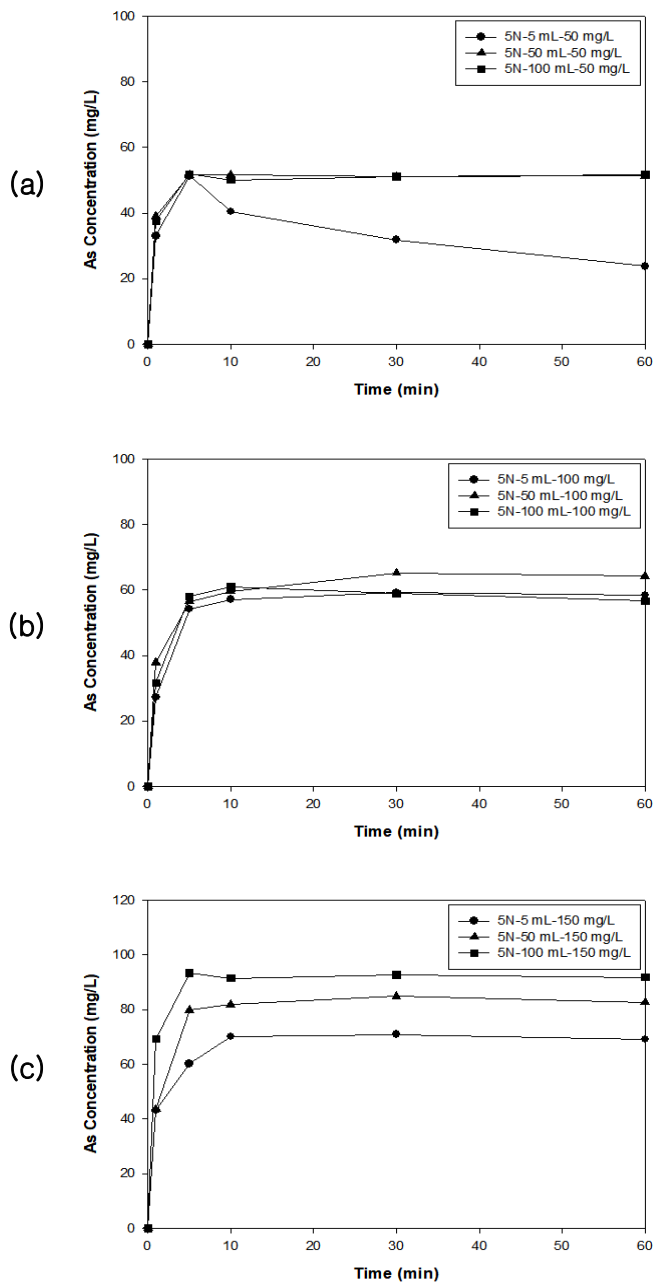 (a)
As Concentration (mg/L)
100
80
60
40
20
0
5N-5 mL-50 mg/L
5N-50 mL-50 mg/L
5N-100 mL-50 mg/L
0 10 20 30 40 50 60
Time (min)
(b)
As Concentration (mg/L)
100
80
60
40
20
0
5N-5 mL-100 mg/L
5N-50 mL-100 mg/L
5N-100 mL-100 mg/L
0 10 20 30 40 50 60
Time (min)
(c)
As Concentration (mg/L)
120
100
80
60
40
20
0
5N-5 mL-150 mg/L
5N-50 mL-150 mg/L
5N-100 mL-150 mg/L
0 10 20 30 40 50 60
Time (min)